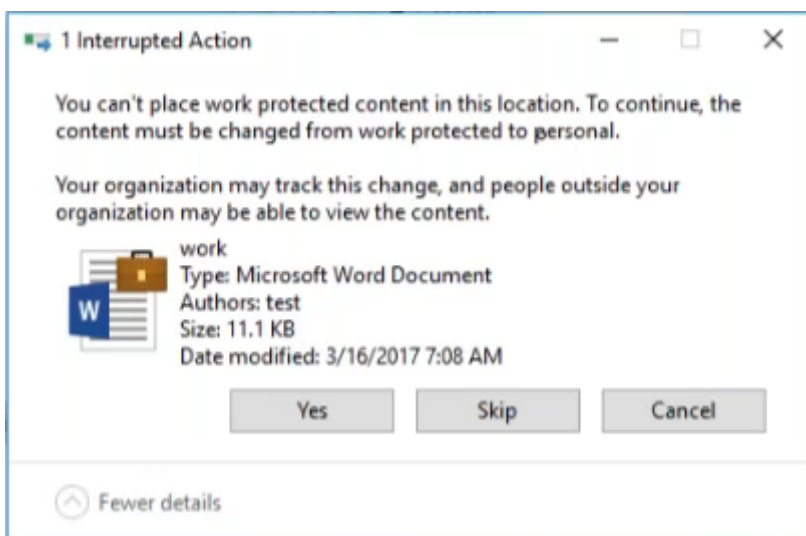 1 Interrupted Action
You can't place work protected content in this location. To continue, the
content must be changed from work protected to personal.
Your organization may track this change, and people outside your
organization may be able to view the content.
work
Type: Microsoft Word Document
W
Authors: test
Size: 11.1 KB
Date modified: 3/16/2017 7:08 AM
Yes Skip Cancel
Fewer details